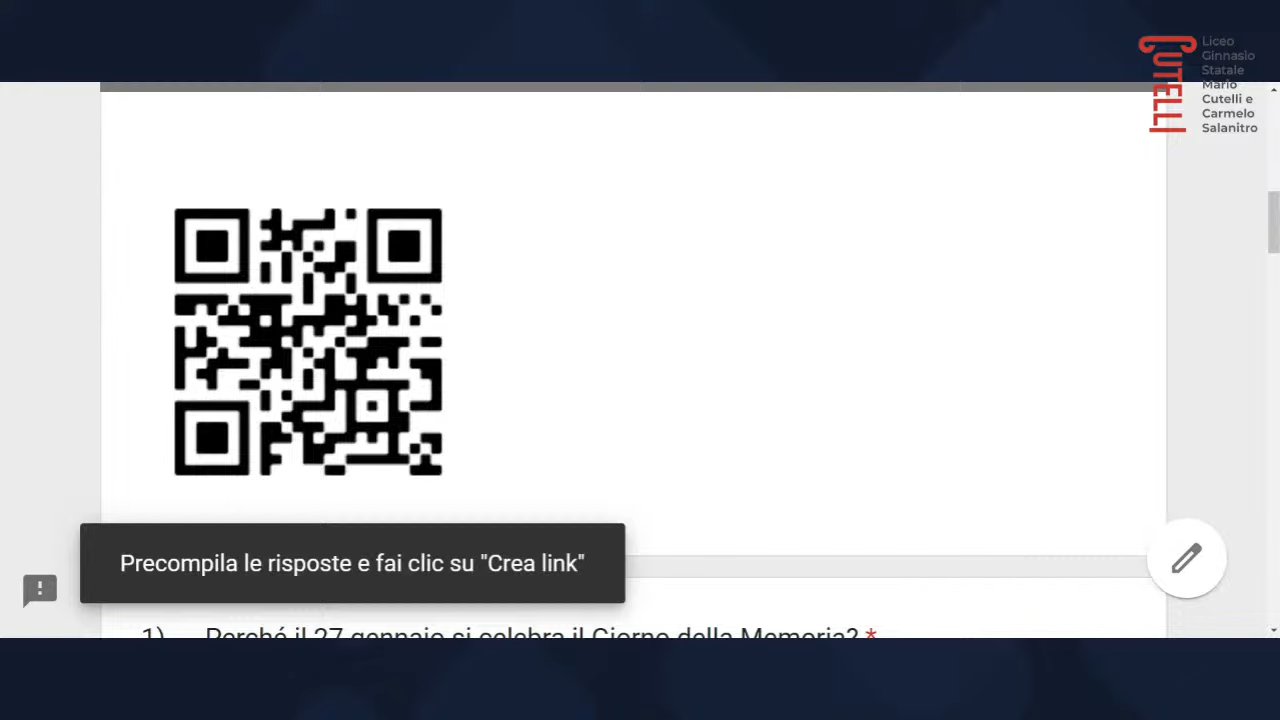 Liceo
Ginnasio
Statale
Mario
Cutelli e
Carmelo
Salanitro
CUTELLI
Precompila le risposte e fai clic su "Crea link"
1) Perché il 27 gennaio si celebra il Giorno della Memoria? *